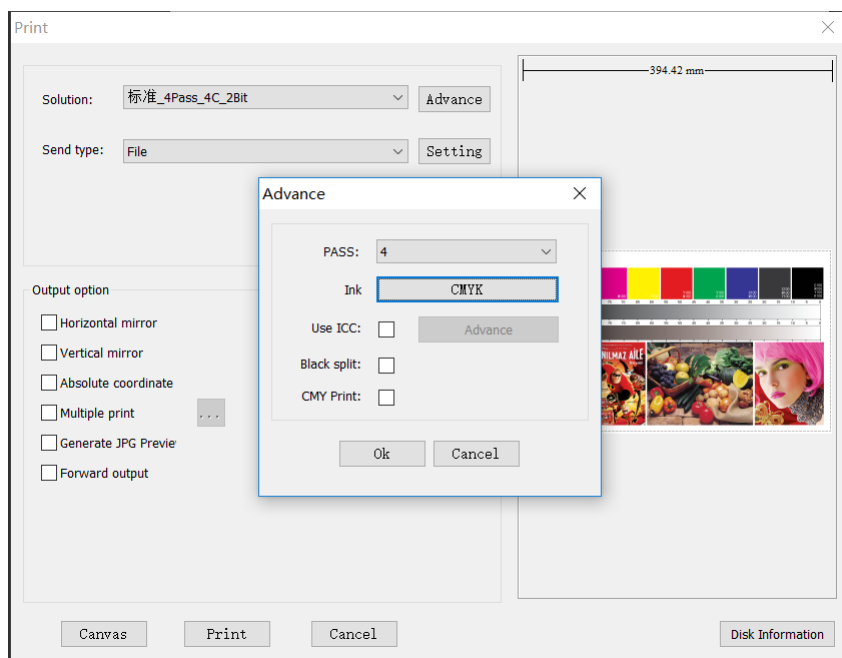 Print
394.42 mm
Solution:
标准_4Pass_4C_2Bit
Advance
Send type:
File
Setting
Advance
PASS:
4
Ink
CMYK
Use ICC:
Advance
Black split:
CMY Print:
Ok
Cancel
Output option
Horizontal mirror
Vertical mirror
Absolute coordinate
Multiple print
...
Generate JPG Previe
Forward output
NILMAZ AİLE
Canvas
Print
Cancel
Disk Information